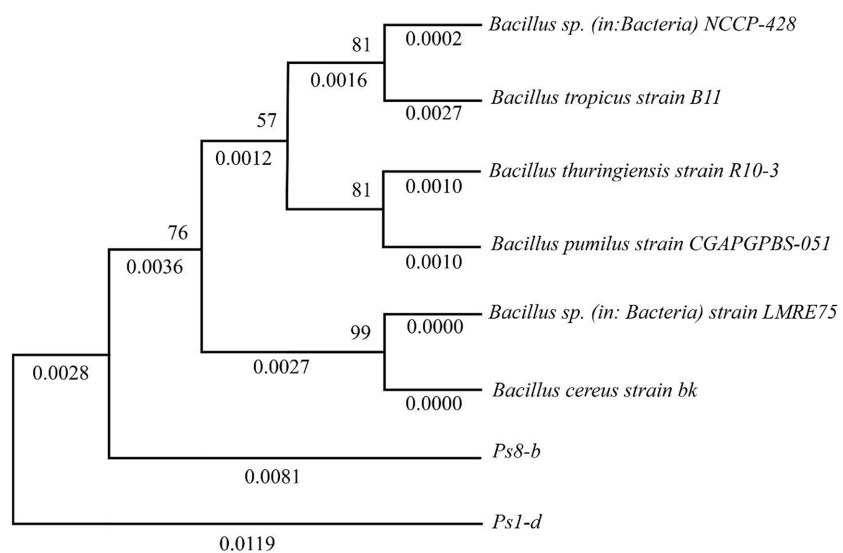 Bacillus sp. (in:Bacteria) NCCP-428
81
0.0002
0.0016
Bacillus tropicus strain B11
0.0027
57
0.0012
Bacillus thuringiensis strain R10-3
81
0.0010
76
Bacillus pumilus strain CGAPGPBS-051
0.0036
0.0010
Bacillus sp. (in: Bacteria) strain LMRE75
99
0.0000
0.0028
0.0027
Bacillus cereus strain bk
0.0000
Ps8-b
0.0081
Ps1-d
0.0119